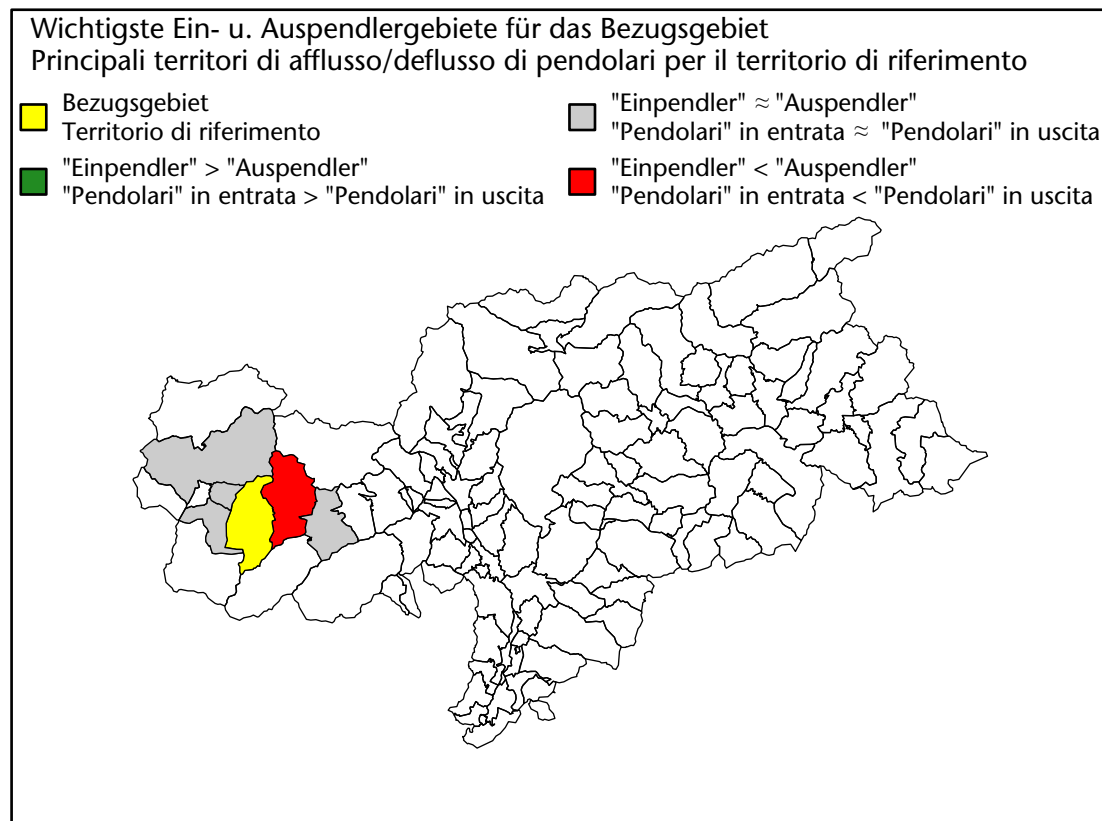 Wichtigste Ein- u. Auspendlergebiete für das Bezugsgebiet
Principali territori di afflusso/deflusso di pendolari per il territorio di riferimento
Bezugsgebiet
Territorio di riferimento
"Einpendler" > "Auspendler"
"Pendolari" in entrata > "Pendolari" in uscita
"Einpendler" ≈ "Auspendler"
"Pendolari" in entrata ≈ "Pendolari" in uscita
"Einpendler" < "Auspendler"
"Pendolari" in entrata < "Pendolari" in uscita